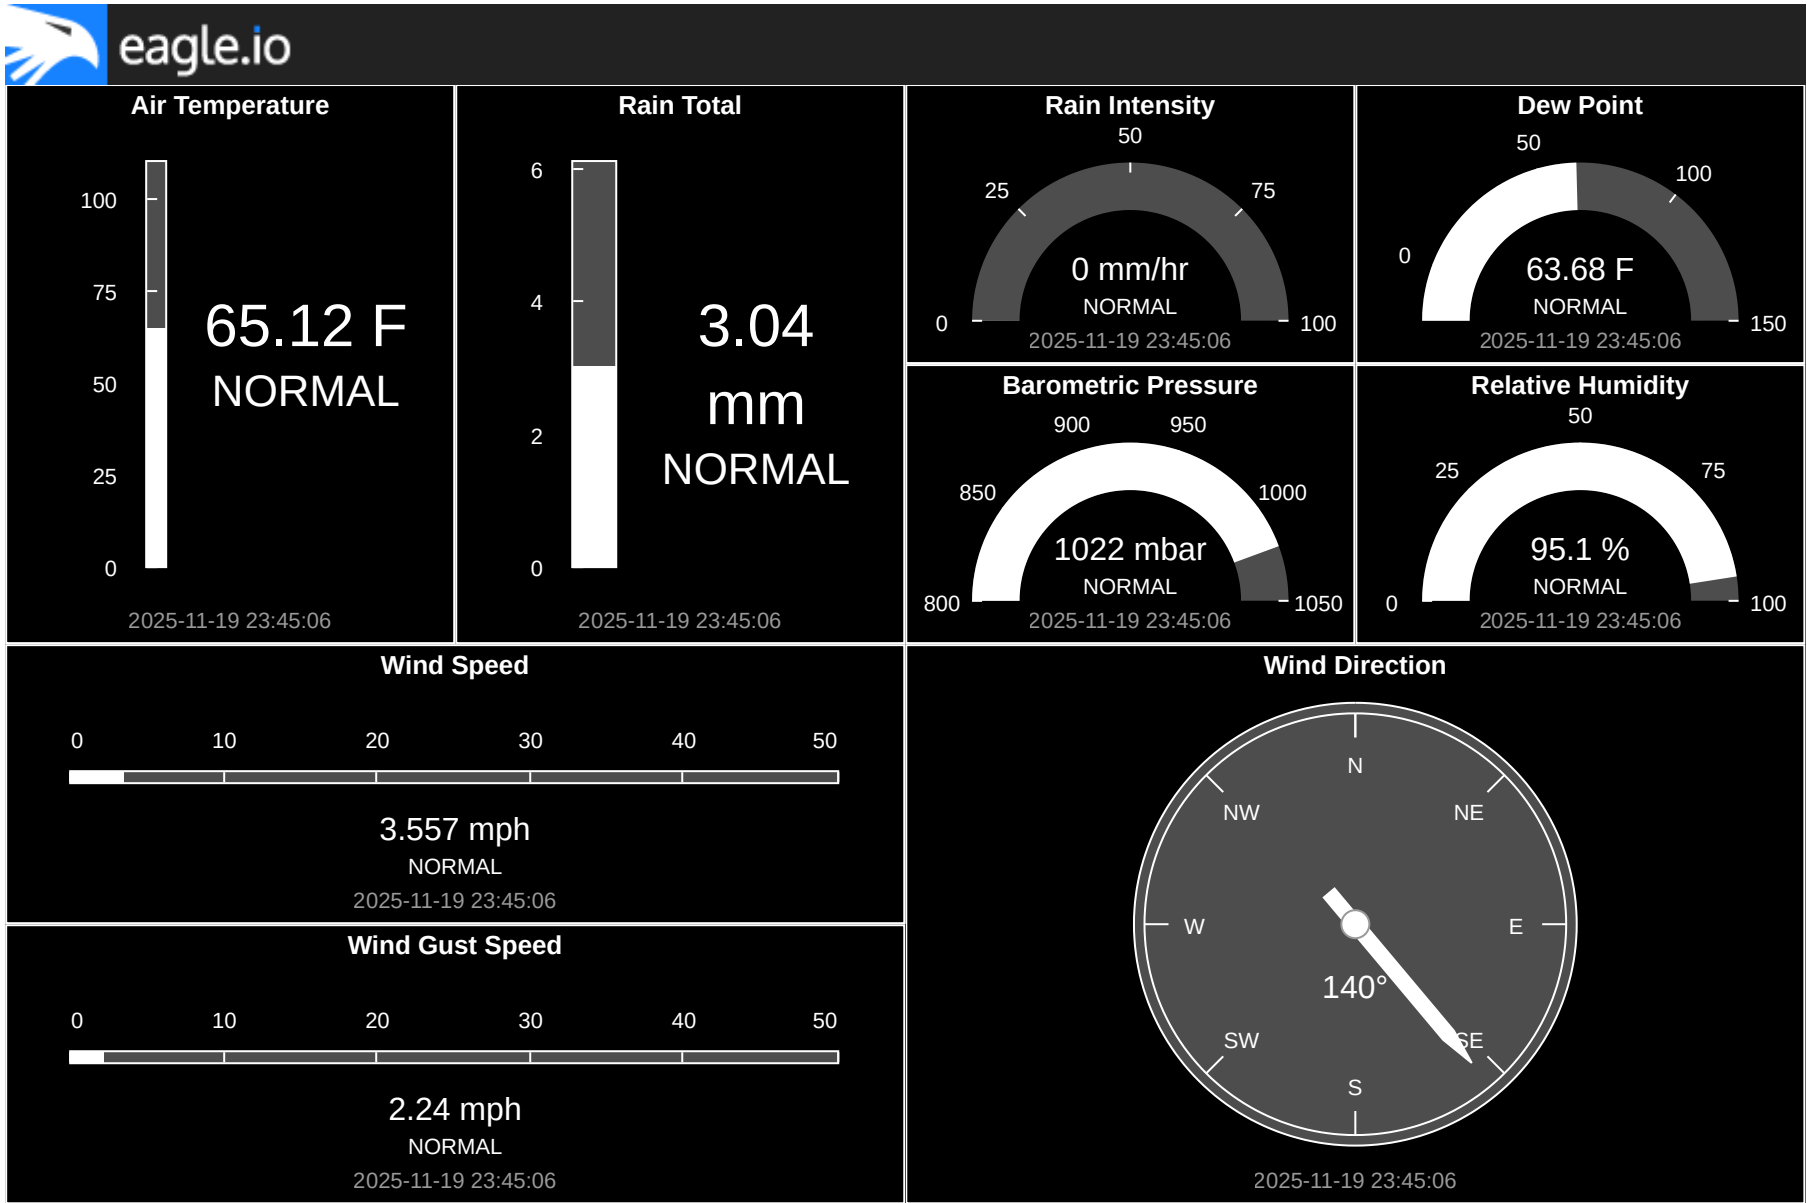 eagle.io
Air Temperature
100
75
50
25
0
65.12 F
NORMAL
2025-11-19 23:45:06
Rain Total
6
4
2
0
3.04
mm
NORMAL
2025-11-19 23:45:06
Rain Intensity
0
25
50
75
100
0 mm/hr
NORMAL
2025-11-19 23:45:06
Dew Point
0
50
100
150
63.68 F
NORMAL
2025-11-19 23:45:06
Barometric Pressure
800
850
900
950
1000
1050
1022 mbar
NORMAL
2025-11-19 23:45:06
Relative Humidity
0
25
50
75
100
95.1 %
NORMAL
2025-11-19 23:45:06
Wind Speed
0 10 20 30 40 50
3.557 mph
NORMAL
2025-11-19 23:45:06
Wind Gust Speed
0 10 20 30 40 50
2.24 mph
NORMAL
2025-11-19 23:45:06
Wind Direction
N
NW NE
W E
140°
SW SE
S
2025-11-19 23:45:06